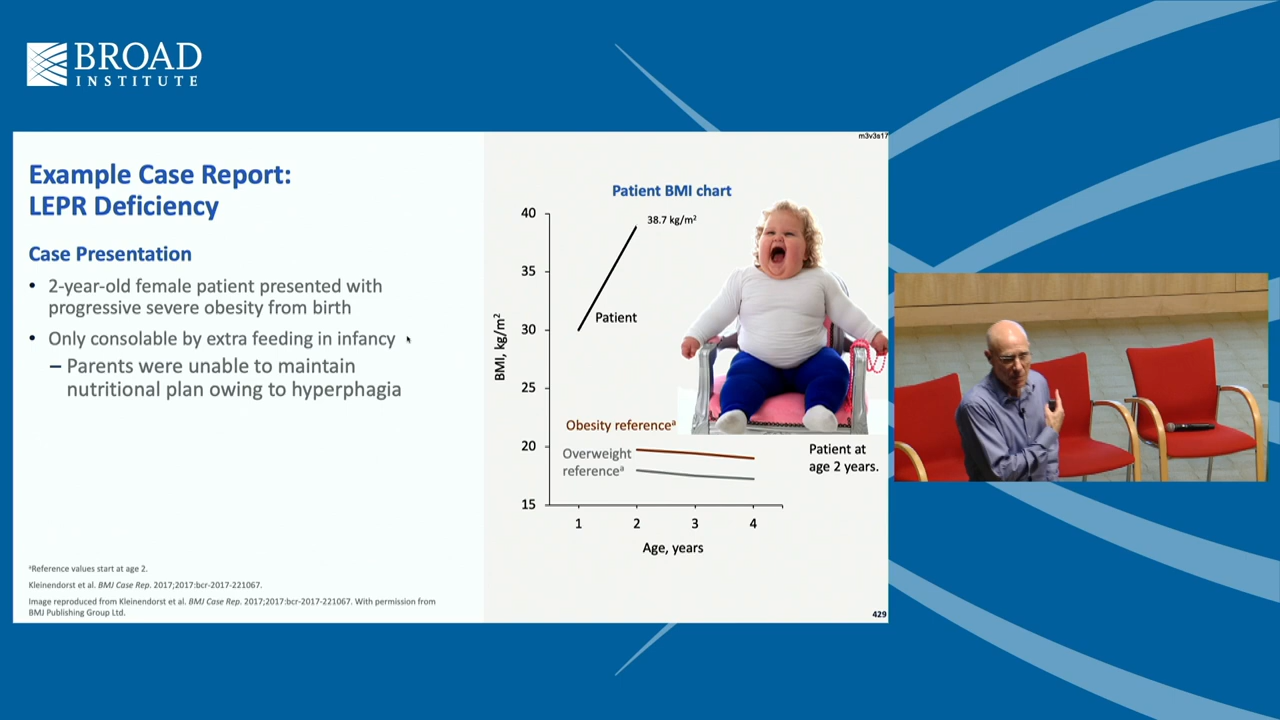 BROAD
INSTITUTE
m3v3s17
Example Case Report:
LEPR Deficiency
Case Presentation
• 2-year-old female patient presented with
progressive severe obesity from birth
• Only consolable by extra feeding in infancy
– Parents were unable to maintain
nutritional plan owing to hyperphagia
ᵃReference values start at age 2.
Kleinendorst et al. BMJ Case Rep. 2017;2017:bcr-2017-221067.
Image reproduced from Kleinendorst et al. BMJ Case Rep. 2017;2017:bcr-2017-221067. With permission from
BMJ Publishing Group Ltd.
Patient BMI chart
40
38.7 kg/m²
35
Patient
30
BMI, kg/m²
25
Obesity referenceᵃ
20
Overweight
referenceᵃ
15
1 2 3 4
Age, years
Patient at
age 2 years.
429